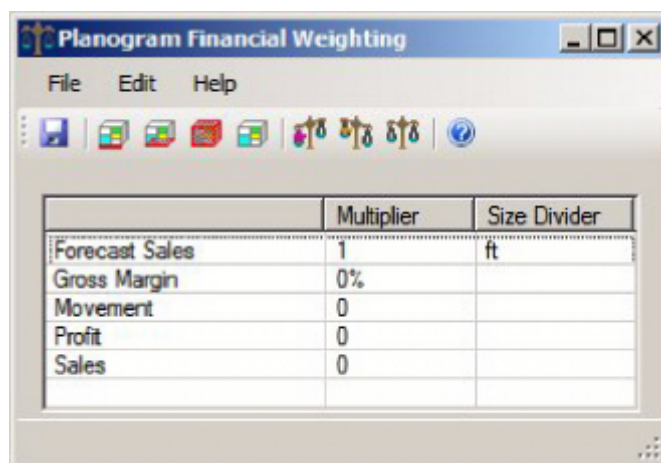 Planogram Financial Weighting
File Edit Help
Multiplier Size Divider
Forecast Sales 1 ft
Gross Margin 0%
Movement 0
Profit 0
Sales 0